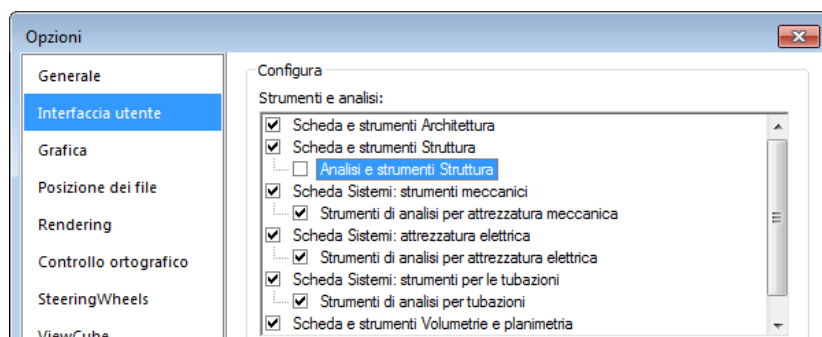 Opzioni
Generale
Interfaccia utente
Grafica
Posizione dei file
Rendering
Controllo ortografico
SteeringWheels
ViewCube
Configura
Strumenti e analisi:
Scheda e strumenti Architettura
Scheda e strumenti Struttura
Analisi e strumenti Struttura
Scheda Sistemi: strumenti meccanici
Strumenti di analisi per attrezzatura meccanica
Scheda Sistemi: attrezzatura elettrica
Strumenti di analisi per attrezzatura elettrica
Scheda Sistemi: strumenti per le tubazioni
Strumenti di analisi per tubazioni
Scheda e strumenti Volumetrie e planimetria